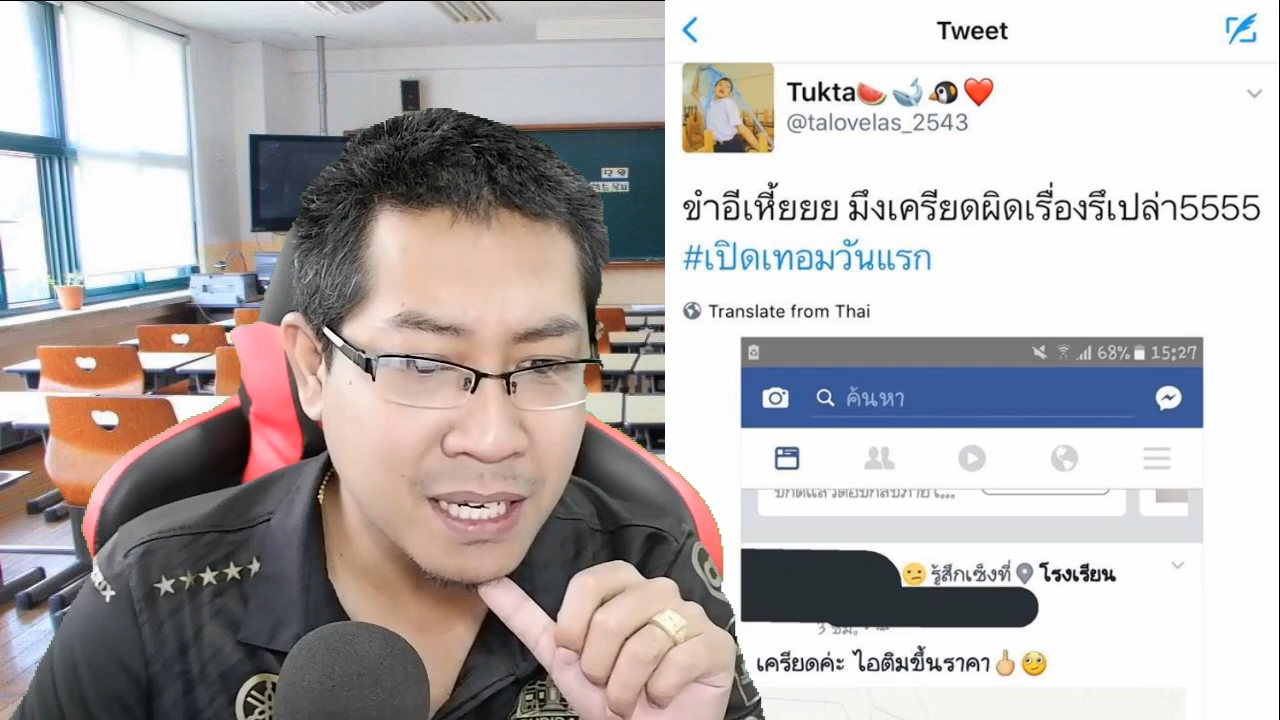 Tweet
Tukta🍉🐳🐧❤️
@talovelas_2543
ขำอีเหี้ยยย มึงเครียดผิดเรื่องรึเปล่า5555
#เปิดเทอมวันแรก
Translate from Thai
68% 15:27
ค้นหา
รู้สึกเซ็งที่ โรงเรียน
3 ชม.
เครียดค่ะ ไอติมขึ้นราคา🖕🏻🙄